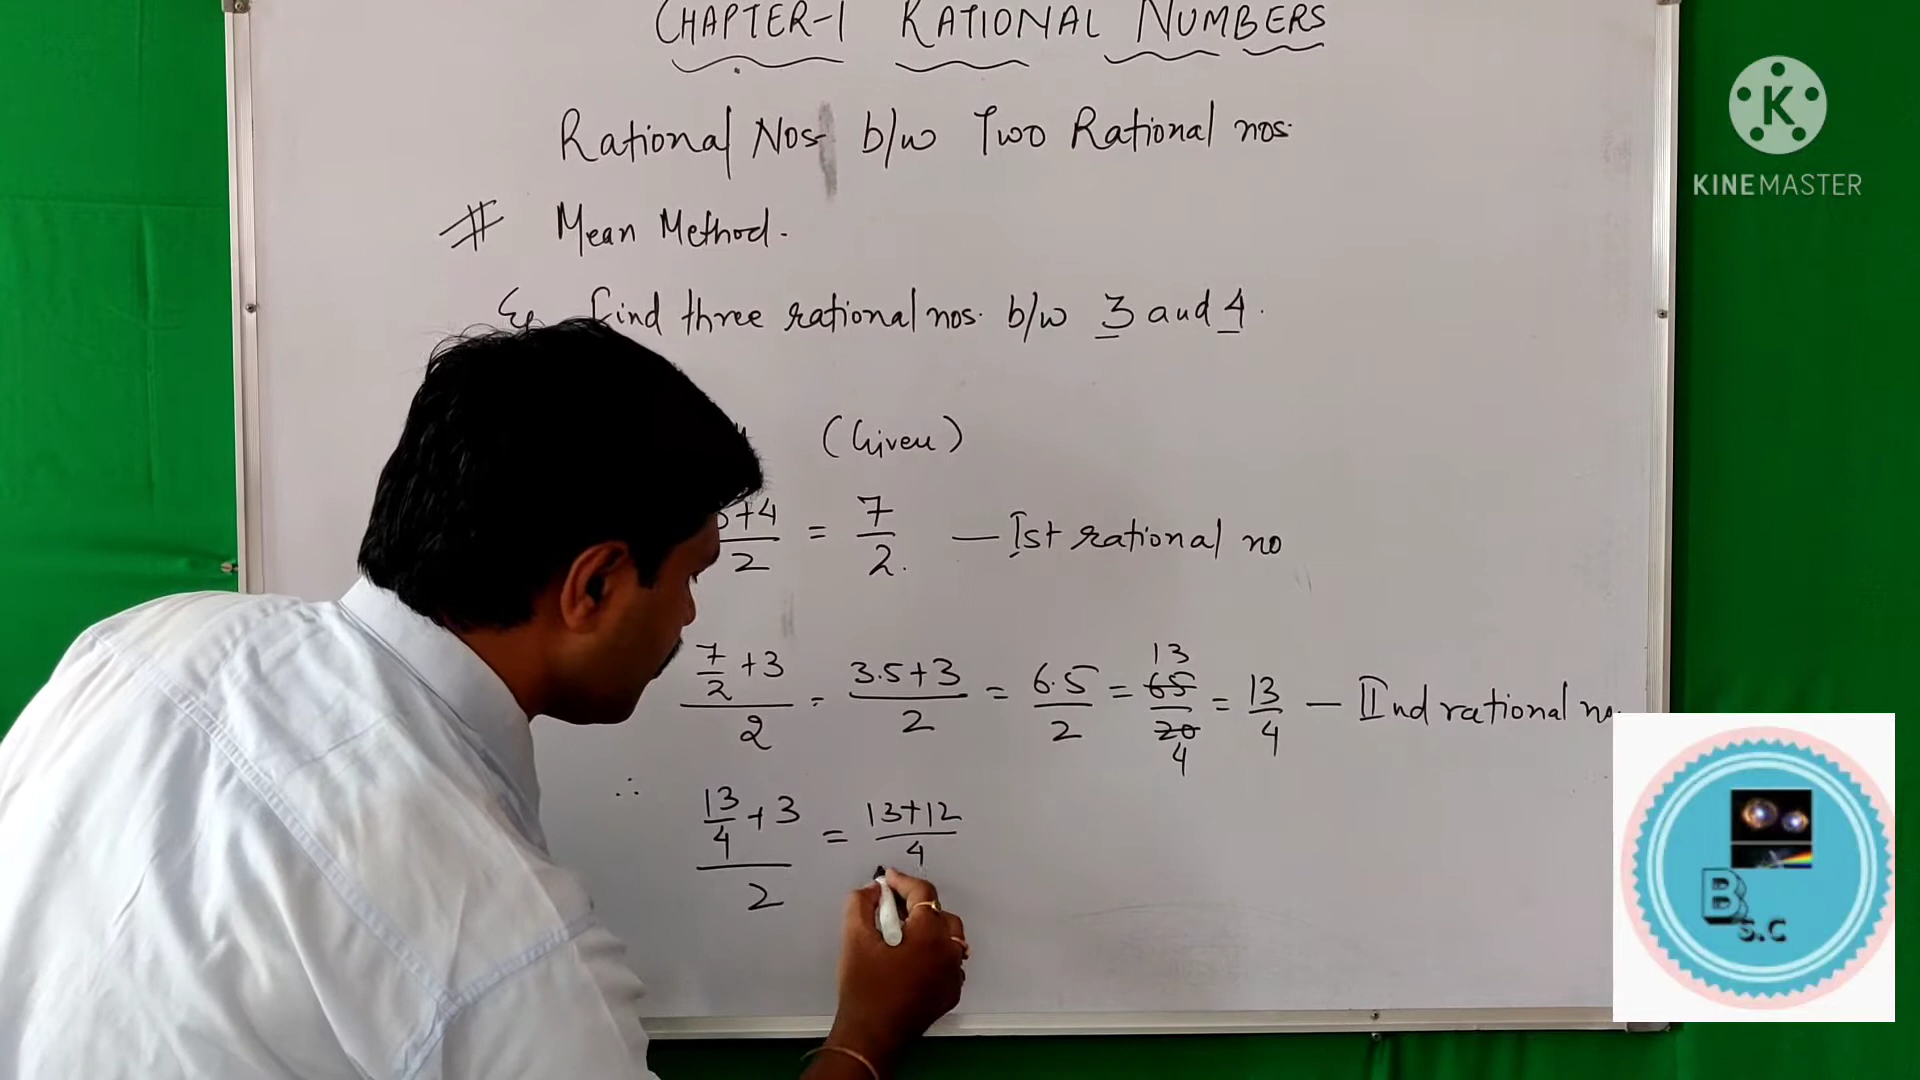 CHAPTER-1 RATIONAL NUMBERS
KINEMASTER
Rational Nos b/w Two Rational nos.
# Mean Method.
Eg. Find three rational nos. b/w 3 and 4.
(Given)
3+4/2 = 7/2. — Ist rational no
7/2+3/2 = 3.5+3/2 = 6.5/2 = 13 65/20 4 = 13/4 — IInd rational no.
∴ 13/4+3/2 = 13+12/4
B S.C